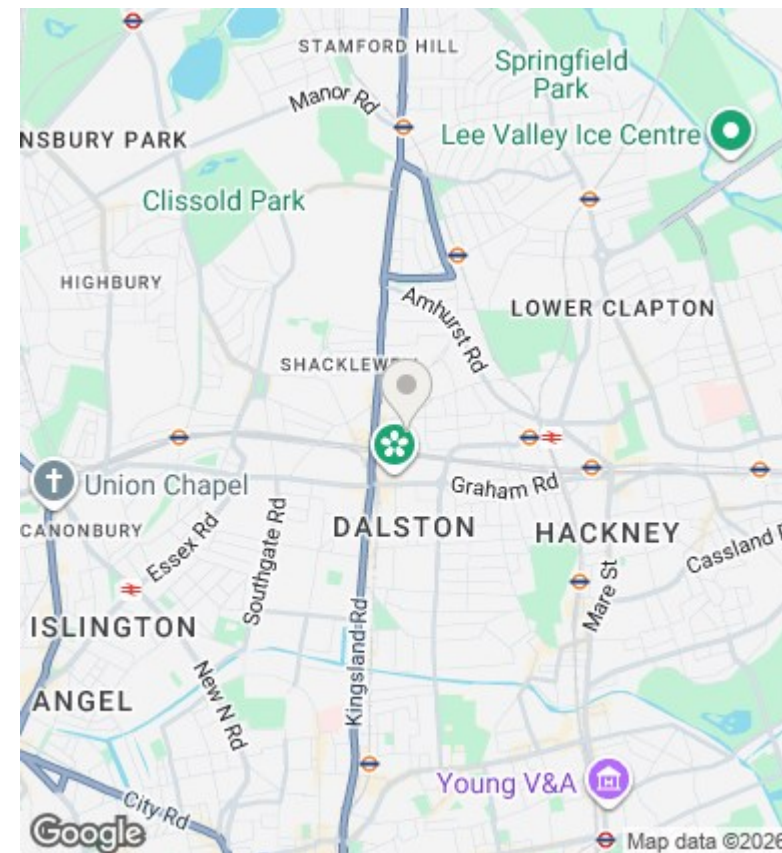 STAMFORD HILL
Springfield
Park
Manor Rd
Lee Valley Ice Centre
NSBURY PARK
Clissold Park
HIGHBURY
LOWER CLAPTON
Amhurst Rd
SHACKLEW
Union Chapel
Graham Rd
CANONBURY
DALSTON
HACKNEY
Essex Rd
Southgate Rd
Cassland
Mare St
ISLINGTON
Kingsland Rd
New N Rd
ANGEL
Young V&A
City Rd
Google
Map data ©2026